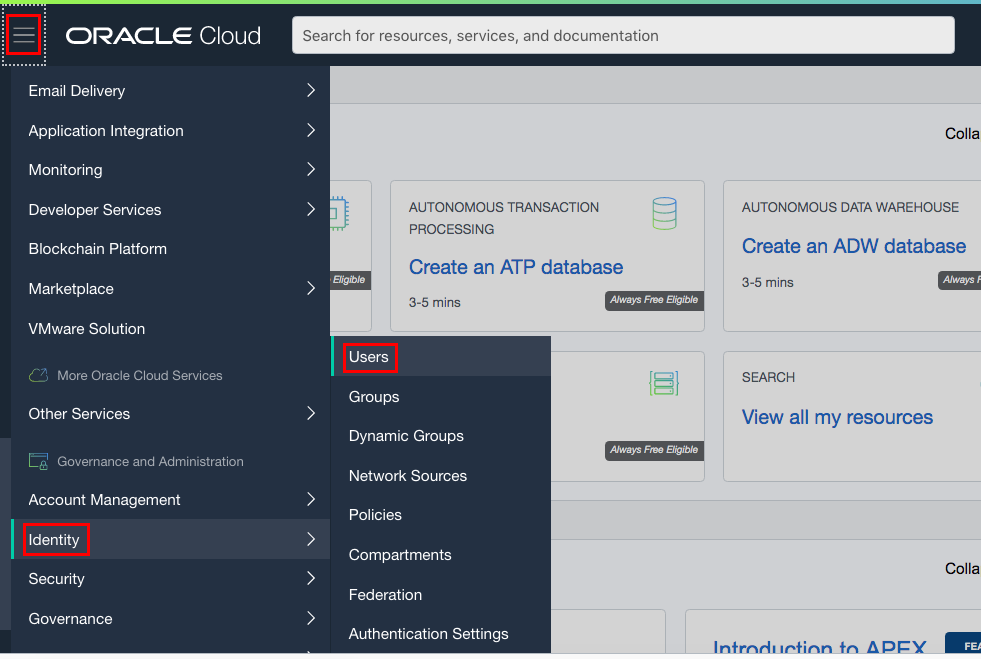 ORACLE Cloud
Search for resources, services, and documentation
Email Delivery
Application Integration
Monitoring
Developer Services
Blockchain Platform
Marketplace
VMware Solution
More Oracle Cloud Services
Other Services
Governance and Administration
Account Management
Identity
Security
Governance
Users
Groups
Dynamic Groups
Network Sources
Policies
Compartments
Federation
Authentication Settings
Colla
Eligible
AUTONOMOUS TRANSACTION
PROCESSING
Create an ATP database
3-5 mins
Always Free Eligible
AUTONOMOUS DATA WAREHOUSE
Create an ADW database
3-5 mins
Always F
Always Free Eligible
SEARCH
View all my resources
Colla
Introduction to APEX
FEA